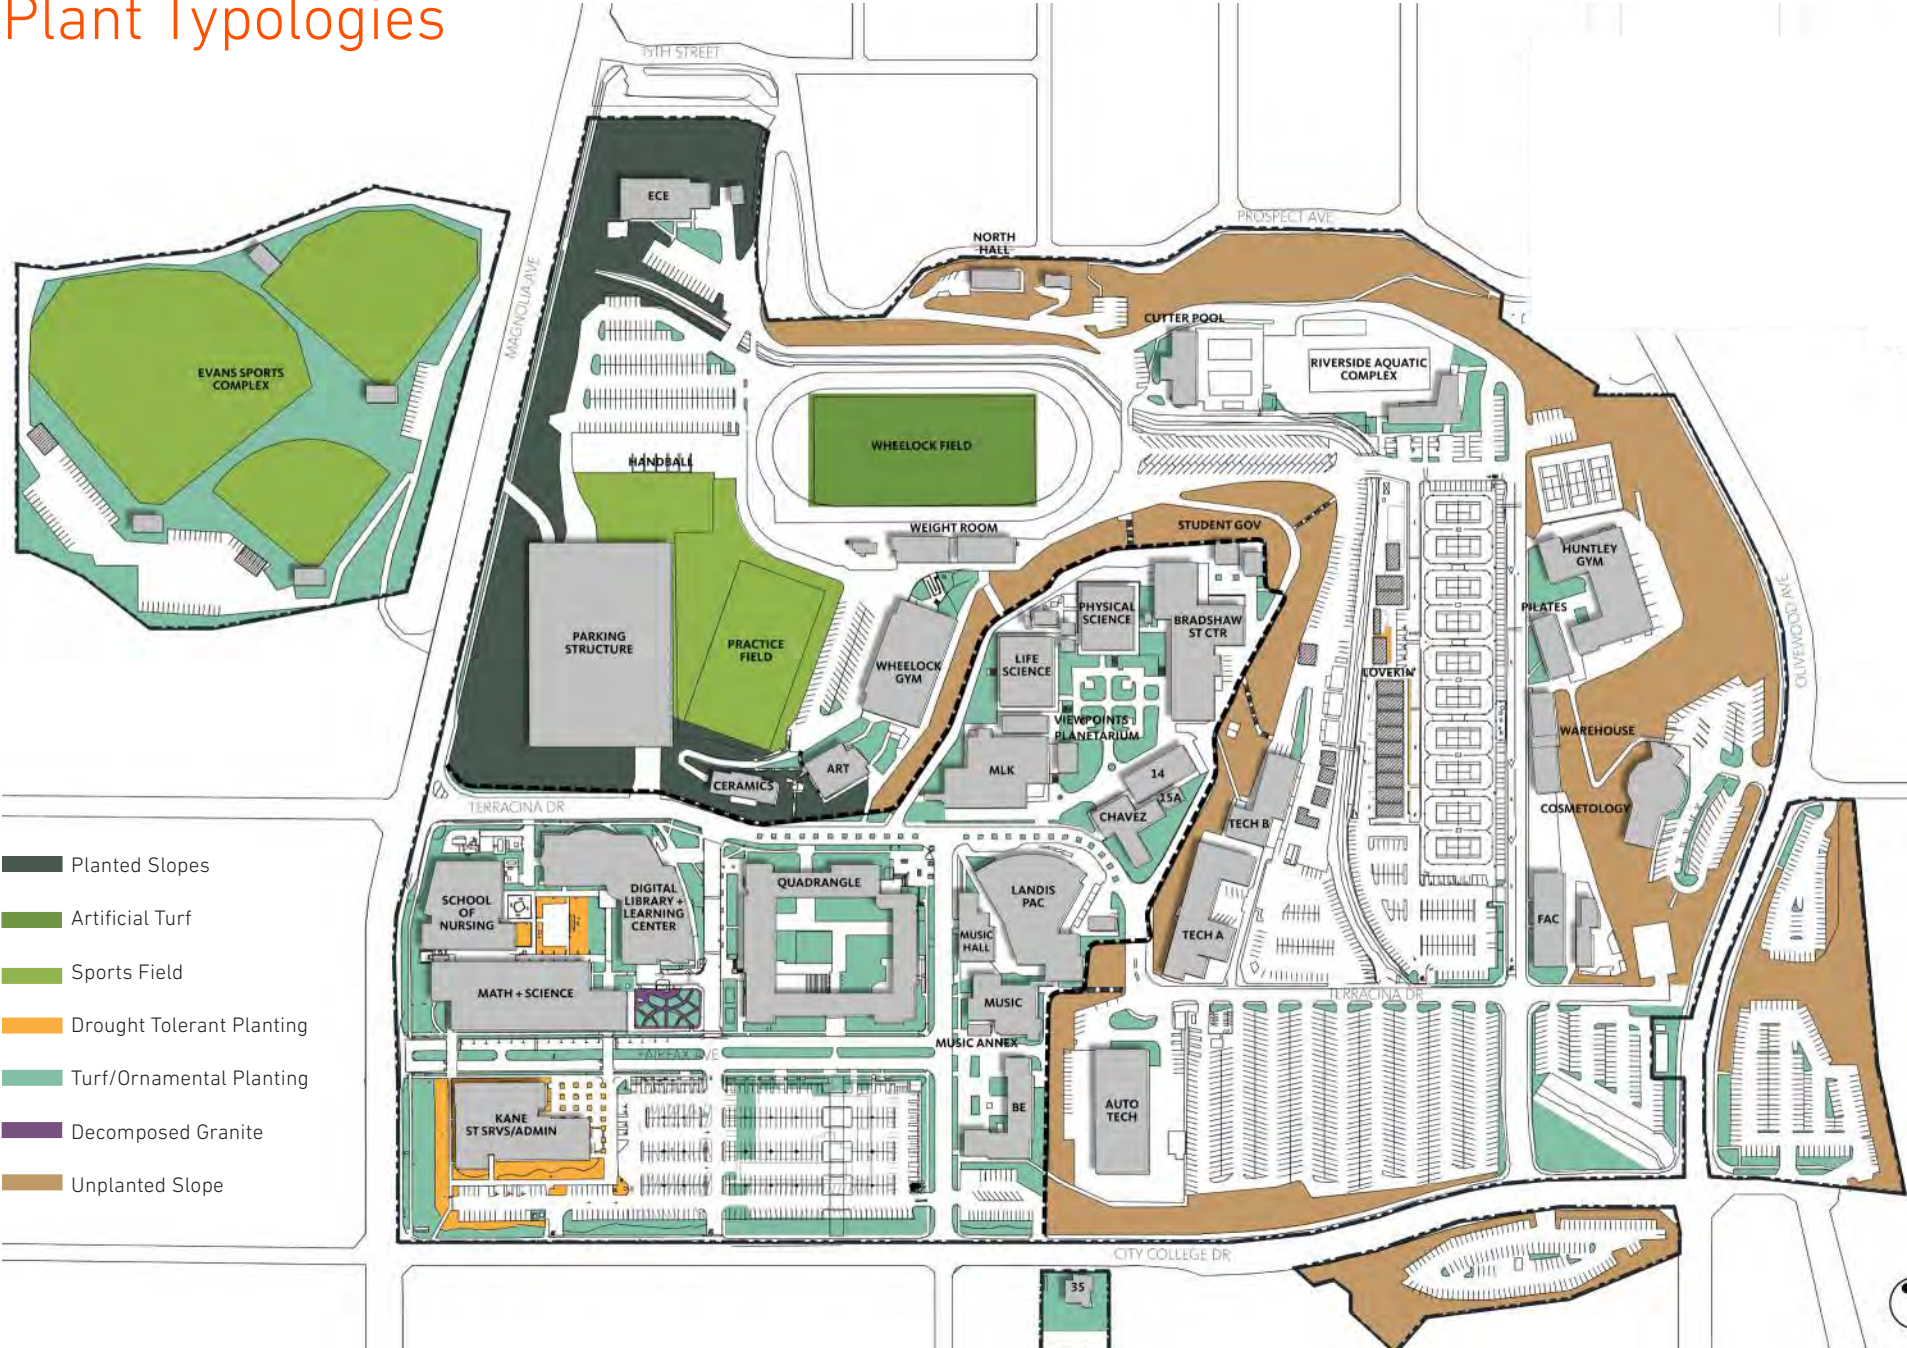 Plant Typologies
15TH STREET
ECE
PROSPECT AVE
NORTH
HALL
MAGNOLIA AVE
CUTTER POOL
RIVERSIDE AQUATIC
COMPLEX
EVANS SPORTS
COMPLEX
WHEELOCK FIELD
HANDBALL
WEIGHT ROOM
STUDENT GOV
HUNTLEY
GYM
PILATES
OLIVEWOOD AVE
PHYSICAL
SCIENCE
BRADSHAW
ST CTR
PARKING
STRUCTURE
PRACTICE
FIELD
WHEELOCK
GYM
LIFE
SCIENCE
LOVEKIN
VIEWPOINTS
PLANETARIUM
WAREHOUSE
MLK
14
15A
ART
CERAMICS
CHAVEZ
TECH B
COSMETOLOGY
TERRACINA DR
Planted Slopes
Artificial Turf
Sports Field
Drought Tolerant Planting
Turf/Ornamental Planting
Decomposed Granite
Unplanted Slope
SCHOOL
OF
NURSING
DIGITAL
LIBRARY +
LEARNING
CENTER
QUADRANGLE
LANDIS
PAC
MUSIC
HALL
TECH A
FAC
MATH + SCIENCE
MUSIC
TERRACINA DR
MUSIC ANNEX
FAIRFAX AVE
KANE
ST SRVS/ADMIN
BE
AUTO
TECH
CITY COLLEGE DR
35